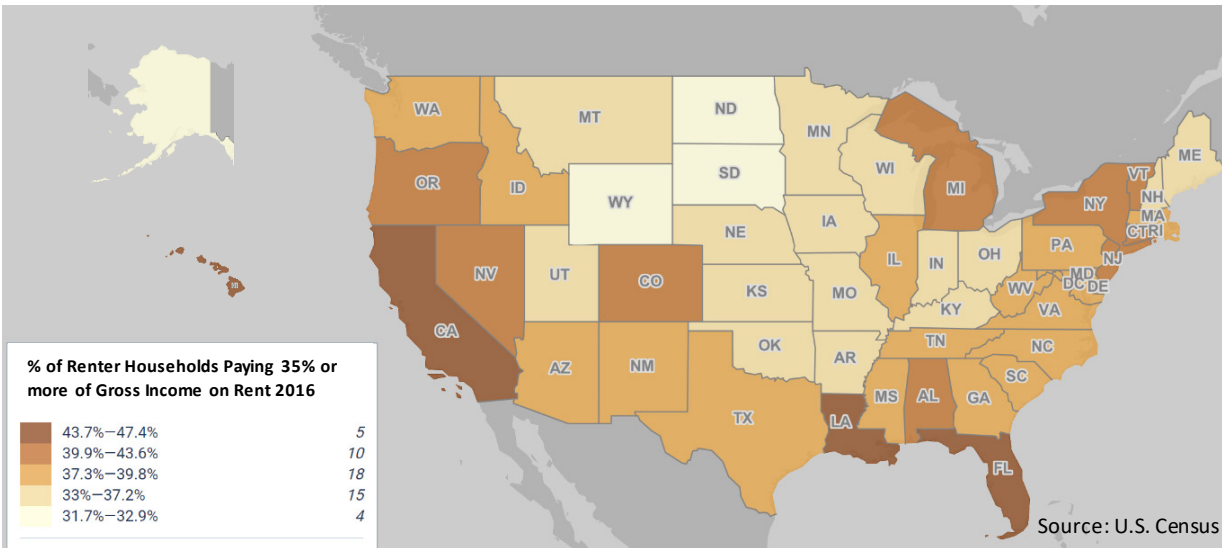 WA
MT
ND
MN
ME
OR
ID
SD
WI
MI
VT
NH
NY
MA
WY
CT RI
NE
IA
PA
NJ
HI
NV
UT
CO
IL
IN
OH
MD
DC DE
WV
KS
MO
KY
VA
CA
OK
AR
TN
NC
AZ
NM
SC
MS
AL
GA
TX
LA
FL
% of Renter Households Paying 35% or
more of Gross Income on Rent 2016
43.7%–47.4% 5
39.9%–43.6% 10
37.3%–39.8% 18
33%–37.2% 15
31.7%–32.9% 4
Source: U.S. Census